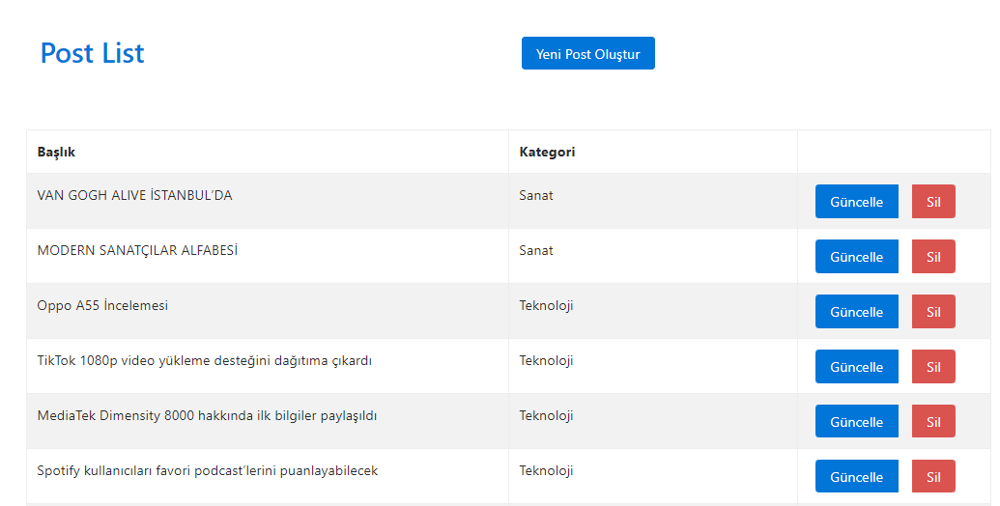 Post List
Yeni Post Oluştur
Başlık Kategori
VAN GOGH ALIVE İSTANBUL’DA Sanat Güncelle Sil
MODERN SANATÇILAR ALFABESİ Sanat Güncelle Sil
Oppo A55 İncelemesi Teknoloji Güncelle Sil
TikTok 1080p video yükleme desteğini dağıtıma çıkardı Teknoloji Güncelle Sil
MediaTek Dimensity 8000 hakkında ilk bilgiler paylaşıldı Teknoloji Güncelle Sil
Spotify kullanıcıları favori podcast’lerini puanlayabilecek Teknoloji Güncelle Sil